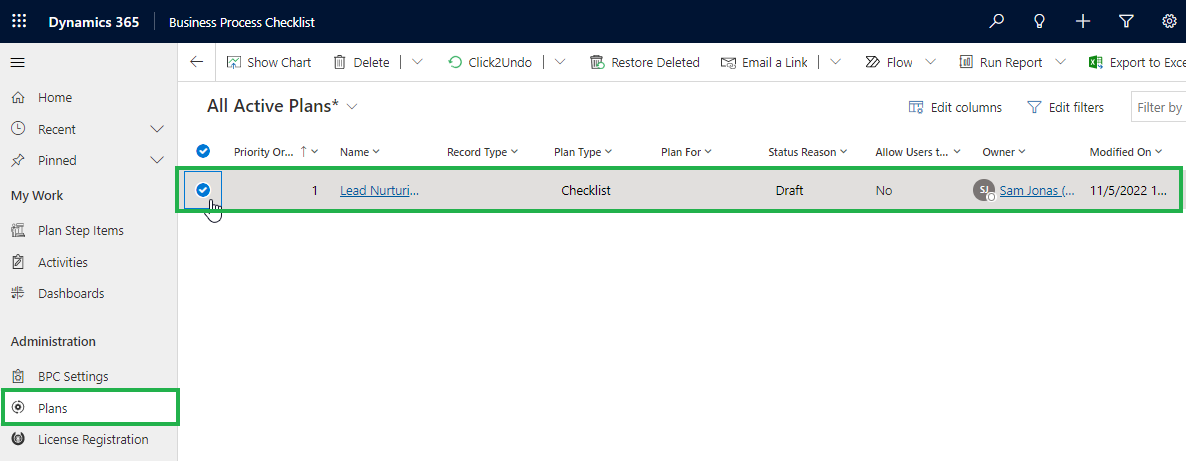 Dynamics 365 Business Process Checklist
Show Chart Delete Click2Undo Restore Deleted Email a Link Flow Run Report Export to Exce
Home
Recent
Pinned
My Work
Plan Step Items
Activities
Dashboards
Administration
BPC Settings
Plans
License Registration
All Active Plans*
Edit columns Edit filters Filter by
Priority Or... Name Record Type Plan Type Plan For Status Reason Allow Users t... Owner Modified On
1 Lead Nurturi... Checklist Draft No SJ Sam Jonas (... 11/5/2022 1...